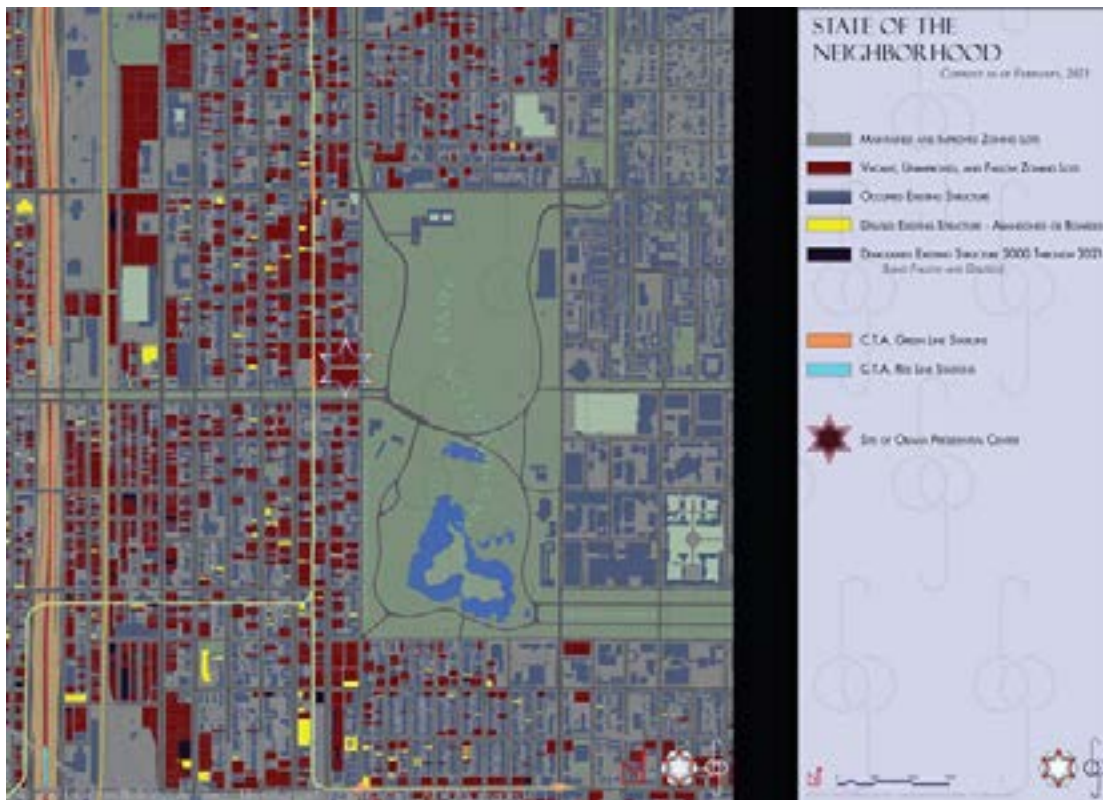 STATE OF THE
NEIGHBORHOOD
CURRENT AS OF FEBRUARY, 2021
MAINTAINED AND IMPROVED ZONING LOTS
VACANT, UNIMPROVED, AND FALLOW ZONING LOTS
OCCUPIED EXISTING STRUCTURE
DISUSED EXISTING STRUCTURE - ABANDONED OR BOARDED
DEMOLISHED EXISTING STRUCTURE 2000 THROUGH 2021
C.T.A. GREEN LINE STATIONS
C.T.A. RED LINE STATIONS
SITE OF OBAMA PRESIDENTIAL CENTER